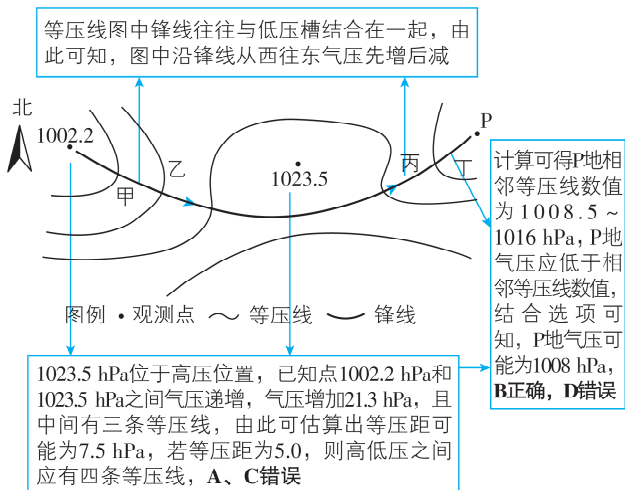 等压线图中锋线往往与低压槽结合在一起，由
此可知，图中沿锋线从西往东气压先增后减
北
1002.2
甲
乙
1023.5
丙
丁
P
计算可得P地相
邻等压线数值
为1008.5～
1016 hPa，P地
气压应低于相
邻等压线数值，
结合选项可
知，P地气压可
能为1008 hPa，
B正确，D错误
图例 • 观测点 等压线 锋线
1023.5 hPa位于高压位置，已知点1002.2 hPa和
1023.5 hPa之间气压递增，气压增加21.3 hPa，且
中间有三条等压线，由此可估算出等压距可
能为7.5 hPa，若等压距为5.0，则高低压之间
应有四条等压线，A、C错误